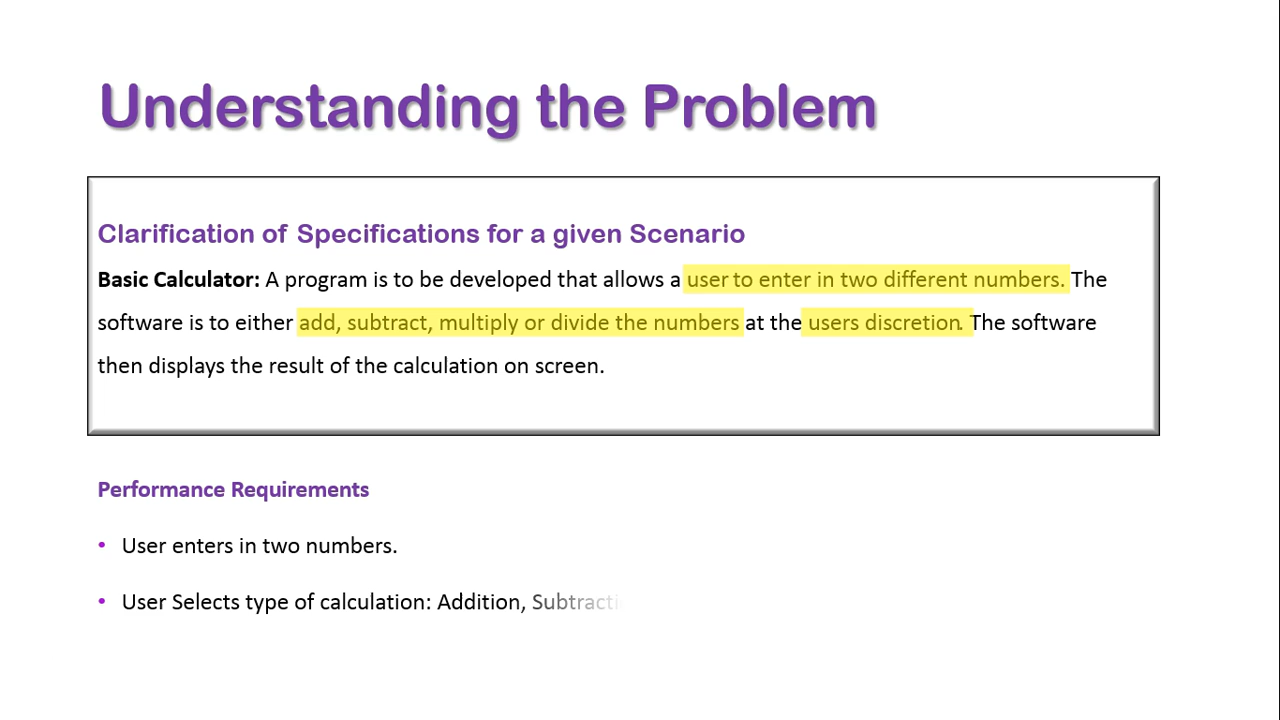 Understanding the Problem
Clarification of Specifications for a given Scenario
Basic Calculator: A program is to be developed that allows a user to enter in two different numbers. The
software is to either add, subtract, multiply or divide the numbers at the users discretion. The software
then displays the result of the calculation on screen.
Performance Requirements
• User enters in two numbers.
• User Selects type of calculation: Addition, Subtracti